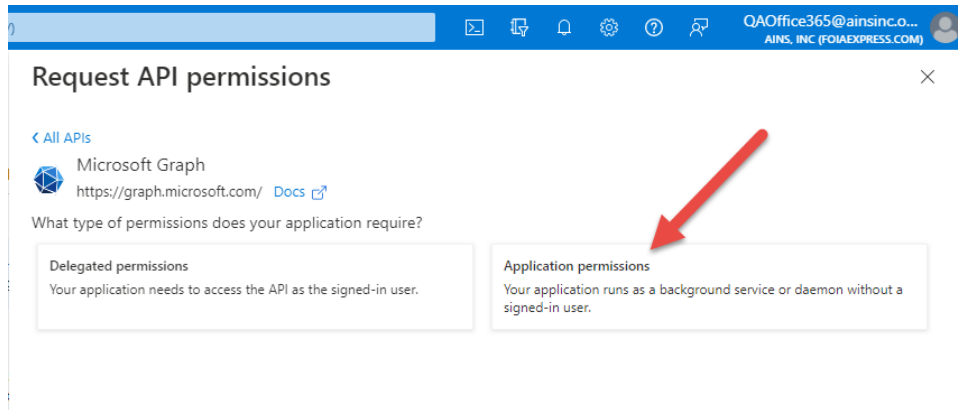 QAOffice365@ainsinc.o...
AINS, INC (FOIAEXPRESS.COM)
Request API permissions
All APIs
Microsoft Graph
https://graph.microsoft.com/ Docs
What type of permissions does your application require?
Delegated permissions
Your application needs to access the API as the signed-in user.
Application permissions
Your application runs as a background service or daemon without a
signed-in user.